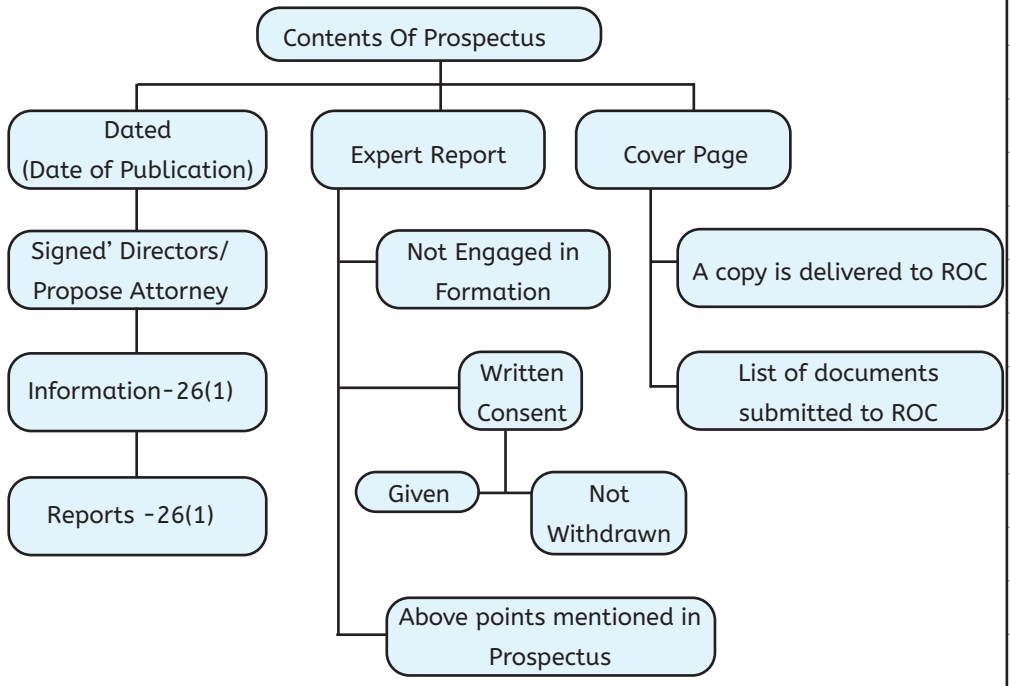 Contents Of Prospectus
Dated
(Date of Publication)
Signed’ Directors/
Propose Attorney
Information-26(1)
Reports -26(1)
Expert Report
Not Engaged in
Formation
Written
Consent
Given
Not
Withdrawn
Above points mentioned in
Prospectus
Cover Page
A copy is delivered to ROC
List of documents
submitted to ROC